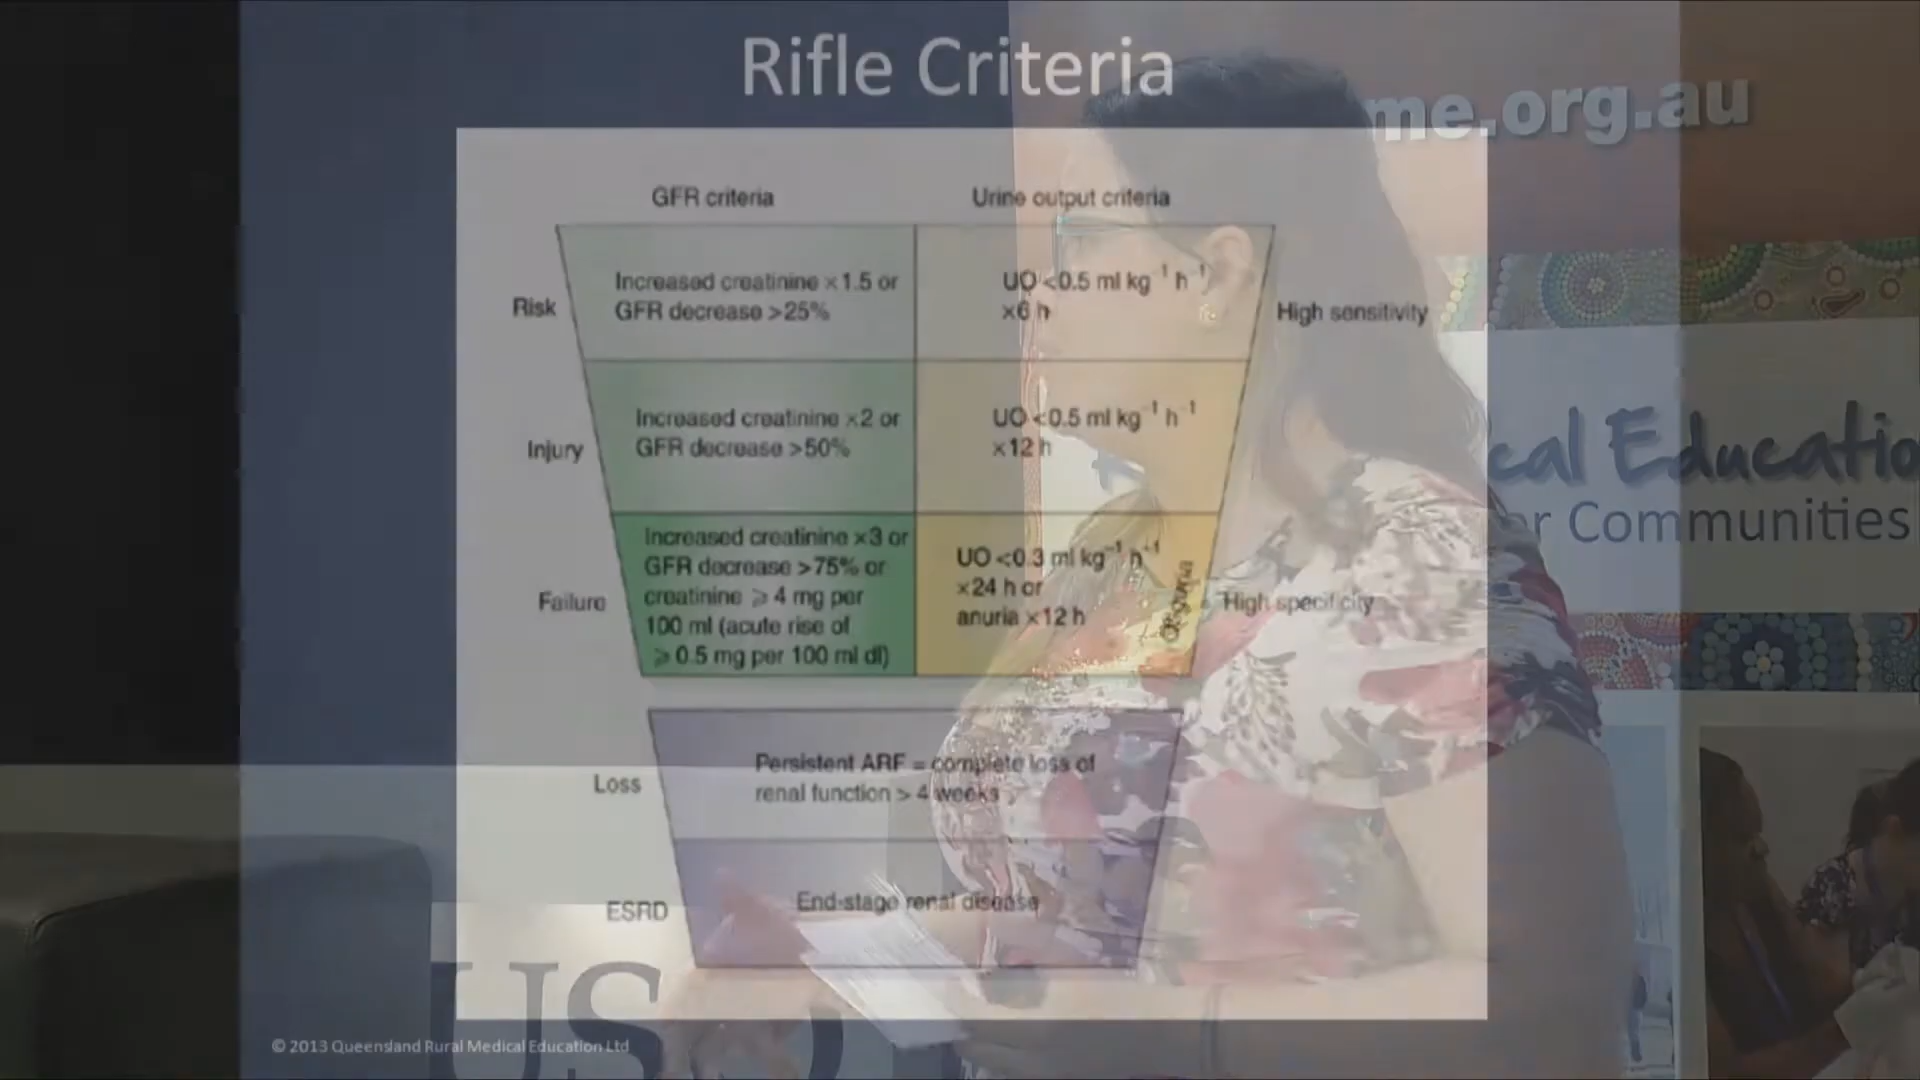 Rifle Criteria
me.org.au
GFR criteria
Urine output criteria
Risk
Increased creatinine ×1.5 or
GFR decrease >25%
UO <0.5 ml kg⁻¹ h⁻¹
×6 h
High sensitivity
Injury
Increased creatinine ×2 or
GFR decrease >50%
UO <0.5 ml kg⁻¹ h⁻¹
×12 h
cal Educatio
or Communities
Failure
Increased creatinine ×3 or
GFR decrease >75% or
creatinine ⩾ 4 mg per
100 ml (acute rise of
⩾ 0.5 mg per 100 ml dl)
UO <0.3 ml kg⁻¹ h⁻¹
×24 h or
anuria ×12 h
Oliguria
High specificity
Loss
Persistent ARF = complete loss of
renal function > 4 weeks
ESRD
End-stage renal disease
US
© 2013 Queensland Rural Medical Education Ltd